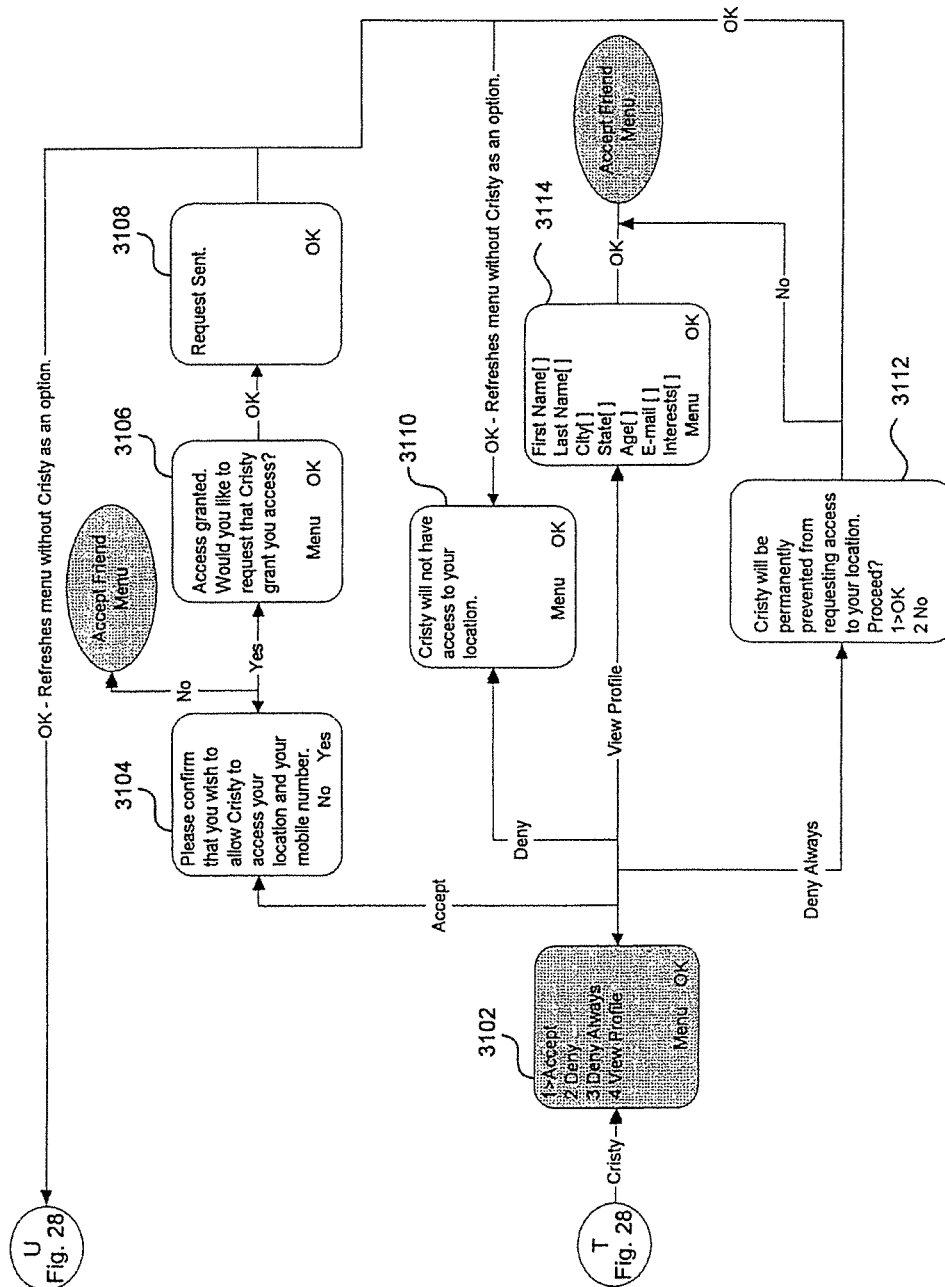 U
Fig. 28
OK - Refreshes menu without Cristy as an option.
3104
Please confirm
that you wish to
allow Cristy to
access your
location and your
mobile number.
No Yes
No
Accept Friend
Menu
Yes
3106
Access granted.
Would you like to
request that Cristy
grant you access?
Menu OK
OK
3108
Request Sent.
OK
Accept
T
Fig. 28
Cristy
3102
1>Accept
2 Deny
3 Deny Always
4 View Profile
Menu OK
Deny
3110
Cristy will not have
access to your
location.
Menu OK
OK - Refreshes menu without Cristy as an option.
View Profile
3114
First Name[ ]
Last Name[ ]
City[ ]
State[ ]
Age[ ]
E-mail [ ]
Interests[ ]
Menu OK
OK
Accept Friend
Menu
Deny Always
3112
Cristy will be
permanently
prevented from
requesting access
to your location.
Proceed?
1>OK
2 No
No
OK